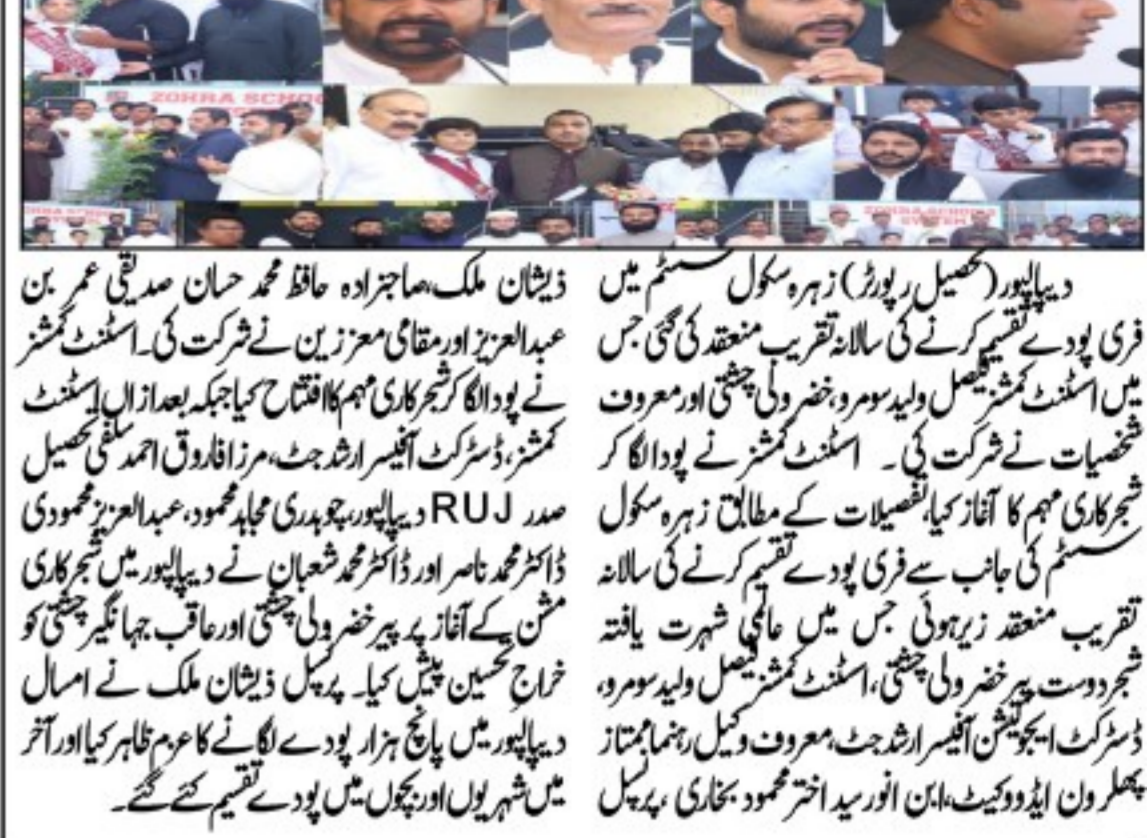 ZOHRA SCHOO
ZOHRA SCHOOL
SYSTEM
دیپالپور (تحصیل رپورٹر) زہرہ سکول سسٹم میں
فری پودے تقسیم کرنے کی سالانہ تقریب منعقد کی گئی جس
میں اسٹنٹ کمشنر فیصل ولید سومرو، خضر ولی چشتی اور معروف
شخصیات نے شرکت کی۔ اسٹنٹ کمشنر نے پودا لگا کر
شجرکاری مہم کا آغاز کیا، تفصیلات کے مطابق زہرہ سکول
سسٹم کی جانب سے فری پودے تقسیم کرنے کی سالانہ
تقریب منعقد زیر ہوئی جس میں عالمی شہرت یافتہ
شجر دوست پیر خضر ولی چشتی، اسٹنٹ کمشنر فیصل ولید سومرو،
ڈسٹرکٹ ایجوکیشن آفیسر ارشد جٹ، معروف وکیل رہنما ممتاز
پھلرون ایڈووکیٹ، ابن انور سید اختر محمود بخاری، پرنسپل
ذیشان ملک، صاحبزادہ حافظ محمد حسان صدیقی عمر بن
عبدالعزیز اور مقامی معززین نے شرکت کی۔ اسٹنٹ کمشنر
نے پودا لگا کر شجرکاری مہم کا افتتاح کیا جبکہ بعد ازاں اسٹنٹ
کمشنر، ڈسٹرکٹ آفیسر ارشد جٹ، مرزا فاروق احمد سلفی تحصیل
صدر RUJ دیپالپور، چوہدری مجاہد محمود، عبدالعزیز محمودی
ڈاکٹر محمد ناصر اور ڈاکٹر محمد شعبان نے دیپالپور میں شجرکاری
مشن کے آغاز پر پیر خضر ولی چشتی اور عاقب جہانگیر چشتی کو
خراج تحسین پیش کیا۔ پرنسپل ذیشان ملک نے امسال
دیپالپور میں پانچ ہزار پودے لگانے کا عزم ظاہر کیا اور آخر
میں شہریوں اور بچوں میں پودے تقسیم کئے گئے۔